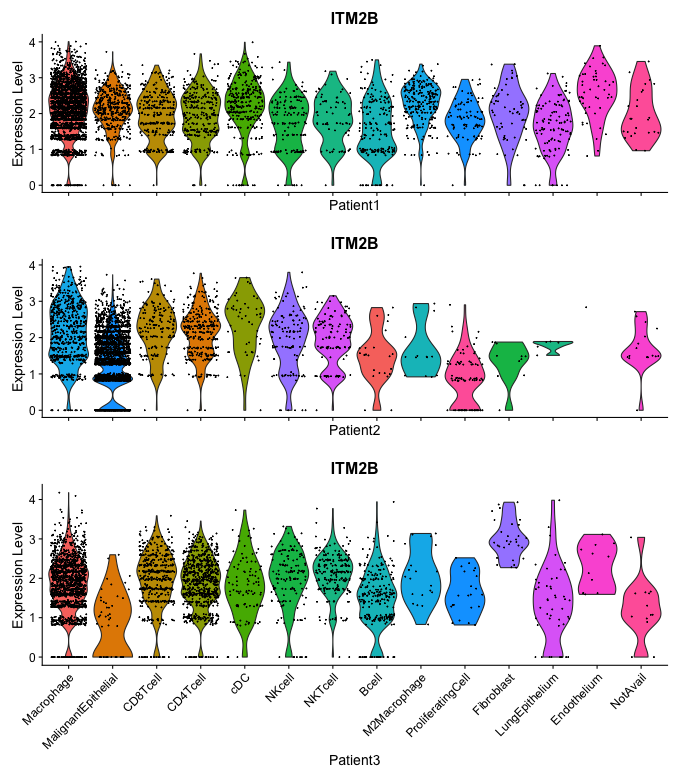 ITM2B
Expression Level
4
3
2
1
0
Patient1
ITM2B
Expression Level
4
3
2
1
0
Patient2
ITM2B
Expression Level
4
3
2
1
0
Macrophage
MalignantEpithelial
CD8Tcell
CD4Tcell
cDC
NKcell
NKTcell
Bcell
M2Macrophage
ProliferatingCell
Fibroblast
LungEpithelium
Endothelium
NotAvail
Patient3